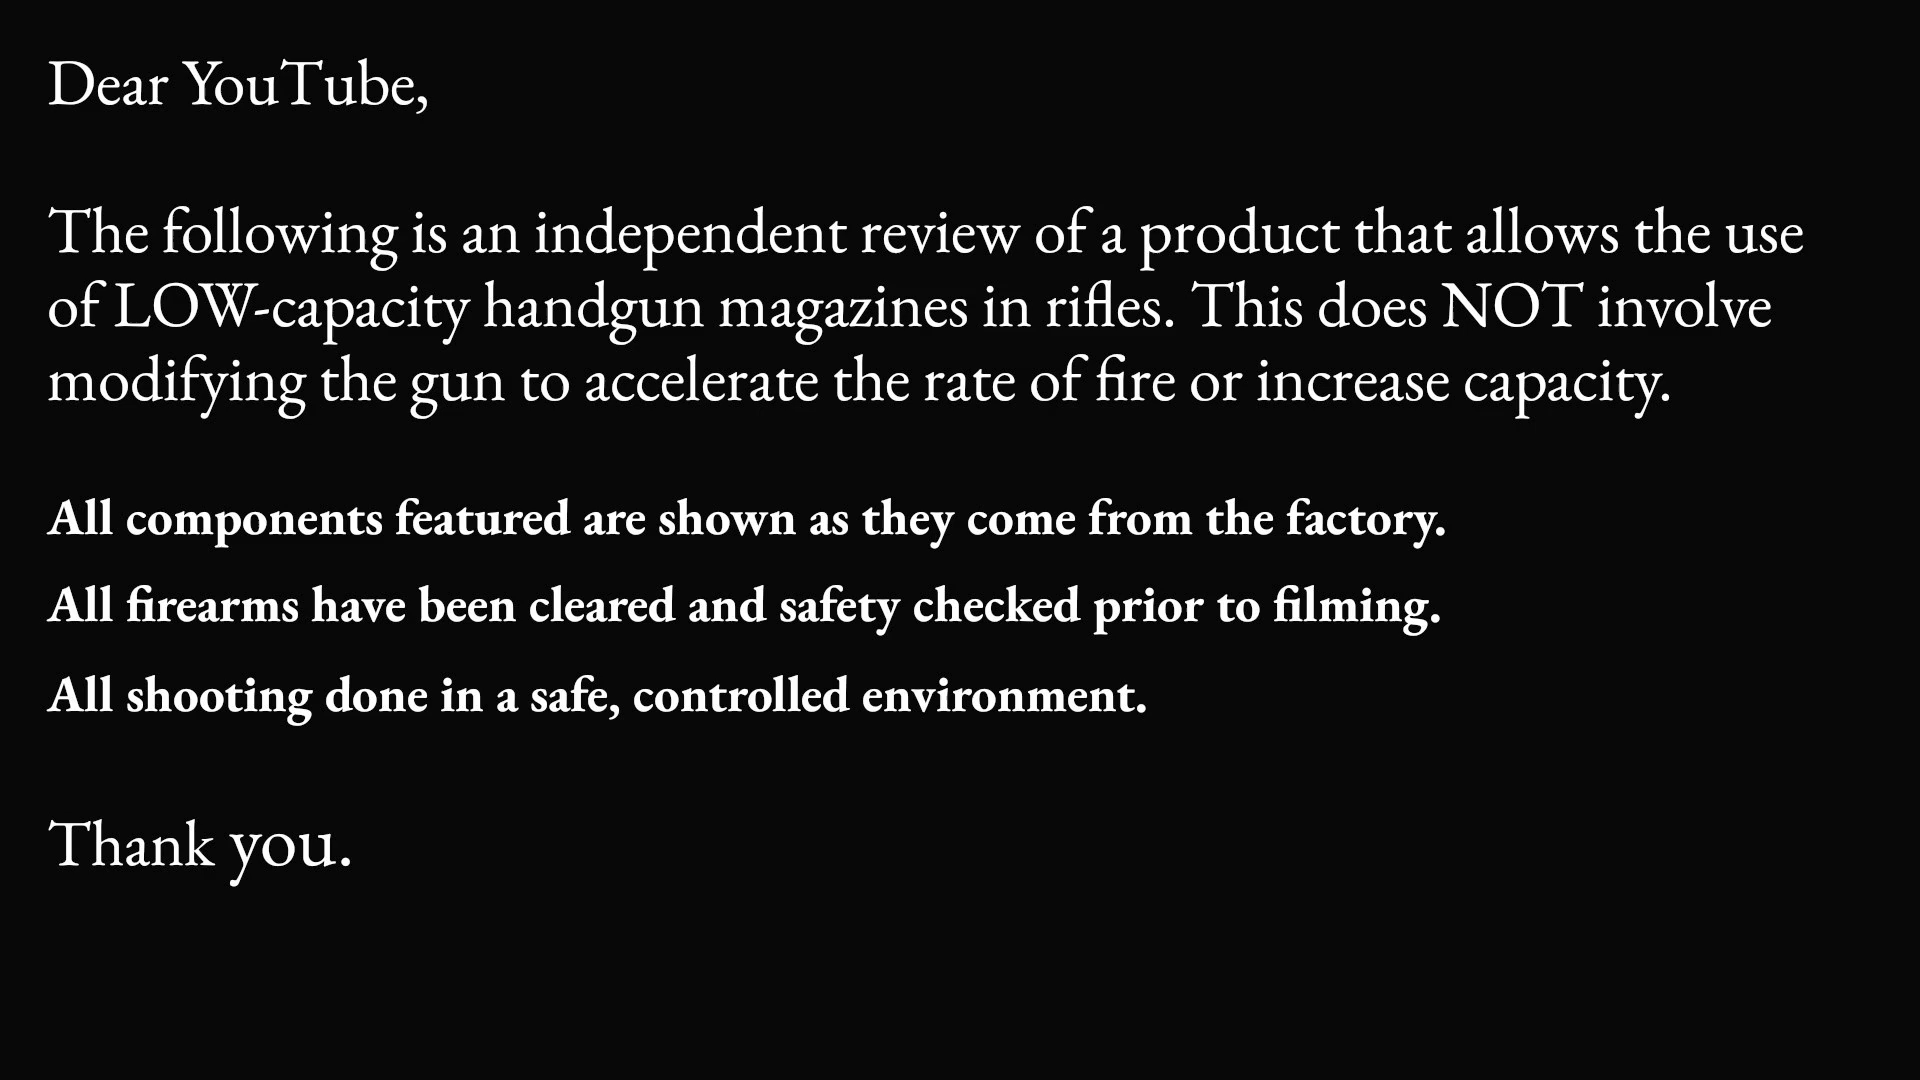 Dear YouTube,
The following is an independent review of a product that allows the use
of LOW-capacity handgun magazines in rifles. This does NOT involve
modifying the gun to accelerate the rate of fire or increase capacity.
All components featured are shown as they come from the factory.
All firearms have been cleared and safety checked prior to filming.
All shooting done in a safe, controlled environment.
Thank you.